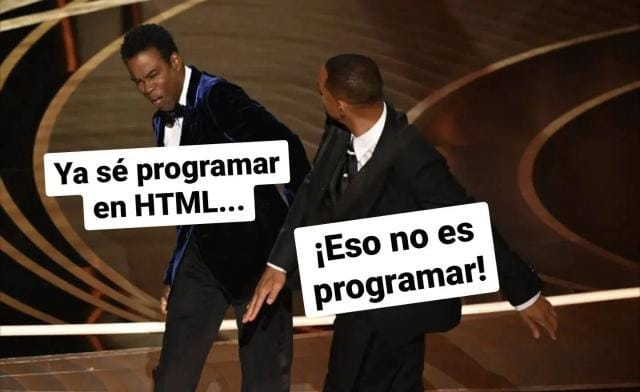 Ya sé programar
en HTML...
¡Eso no es
programar!